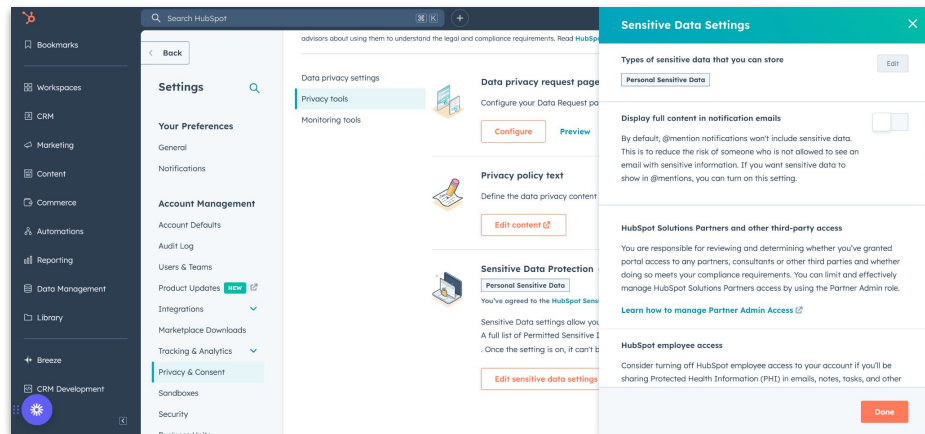 Search HubSpot
⌘ K
+
Bookmarks
Workspaces
CRM
Marketing
Content
Commerce
Automations
Reporting
Data Management
Library
Breeze
CRM Development
Back
Settings
Your Preferences
General
Notifications
Account Management
Account Defaults
Audit Log
Users & Teams
Product Updates NEW
Integrations
Marketplace Downloads
Tracking & Analytics
Privacy & Consent
Sandboxes
Security
advisors about using them to understand the legal and compliance requirements. Read HubSp
Data privacy settings
Privacy tools
Monitoring tools
Data privacy request page
Configure your Data Request pa
Configure
Preview
Privacy policy text
Define the data privacy content
Edit content
Sensitive Data Protection
Personal Sensitive Data
You've agreed to the HubSpot Sens
Sensitive Data settings allow you
A full list of Permitted Sensitive
. Once the setting is on, it can't b
Edit sensitive data settings
Sensitive Data Settings
Types of sensitive data that you can store
Edit
Personal Sensitive Data
Display full content in notification emails
By default, @mention notifications won't include sensitive data.
This is to reduce the risk of someone who is not allowed to see an
email with sensitive information. If you want sensitive data to
show in @mentions, you can turn on this setting.
HubSpot Solutions Partners and other third-party access
You are responsible for reviewing and determining whether you've granted
portal access to any partners, consultants or other third parties and whether
doing so meets your compliance requirements. You can limit and effectively
manage HubSpot Solutions Partners access by using the Partner Admin role.
Learn how to manage Partner Admin Access
HubSpot employee access
Consider turning off HubSpot employee access to your account if you'll be
sharing Protected Health Information (PHI) in emails, notes, tasks, and other
Done